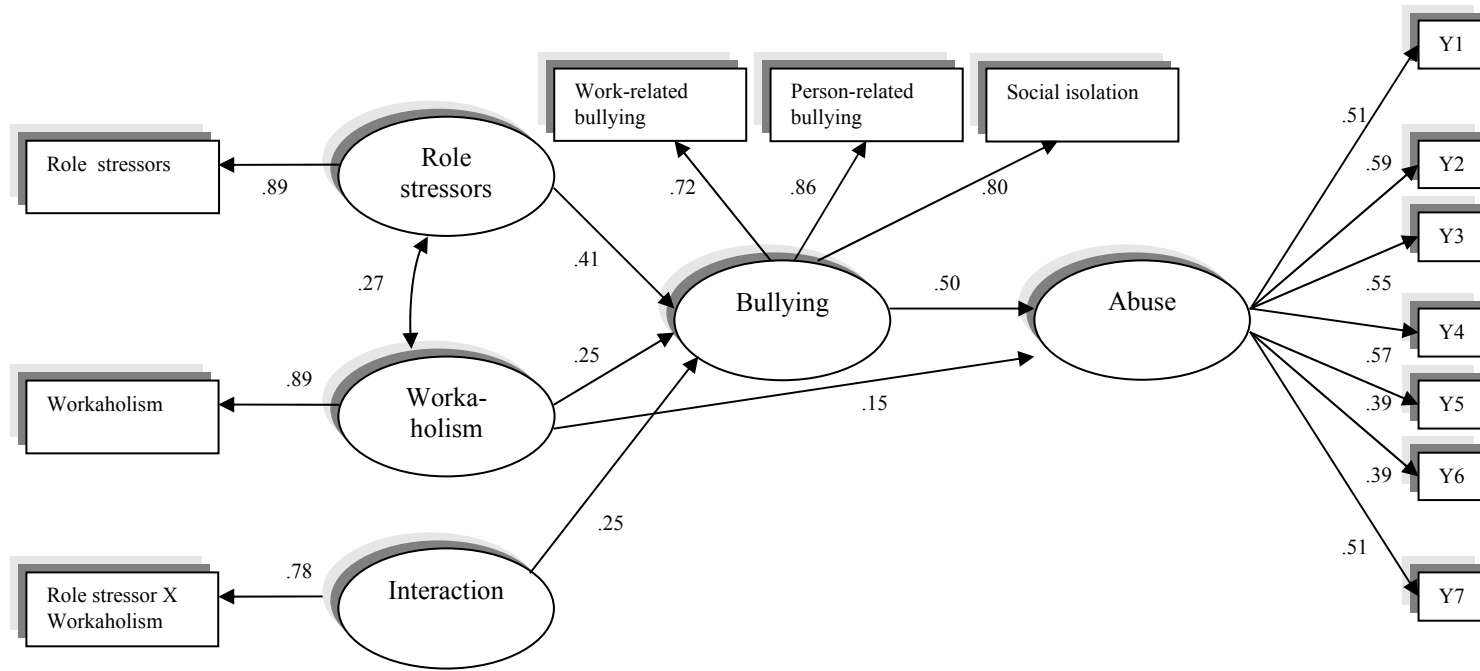 Y1
Work-related
bullying
Person-related
bullying
Social isolation
.51
Role  stressors
.89
Role
stressors
.72
.86
.80
.59
Y2
Y3
.27
.41
Bullying
.50
Abuse
.55
Y4
.57
Workaholism
.89
Worka-
holism
.25
.15
.39
Y5
.39
Y6
.25
.51
Role stressor X
Workaholism
.78
Interaction
Y7